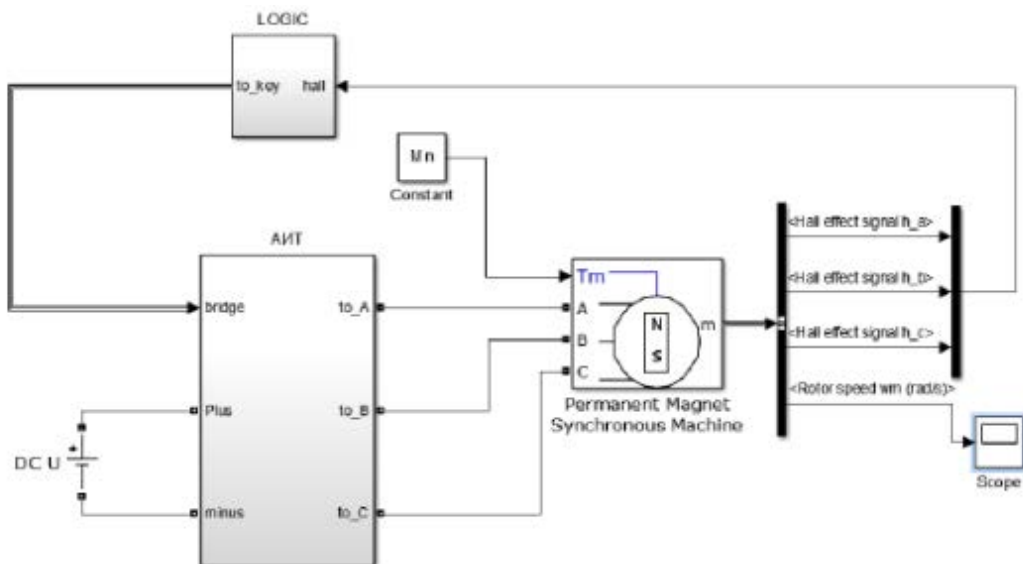 LOGIC
to_key
hall
Mn
Constant
АИТ
bridge
to_A
Plus
to_B
minus
to_C
DC U
+
Tm
A
B
C
N
S
m
Permanent Magnet
Synchronous Machine
<Hall effect signal h_a>
<Hall effect signal h_b>
<Hall effect signal h_c>
<Rotor speed wm (rad/s)>
Scope